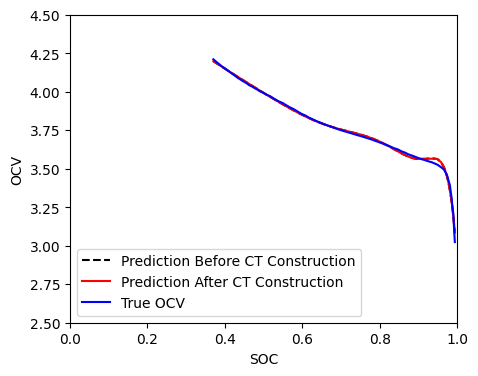 4.50
4.25
4.00
3.75
3.50
3.25
3.00
2.75
2.50
OCV
Prediction Before CT Construction
Prediction After CT Construction
True OCV
0.0 0.2 0.4 0.6 0.8 1.0
SOC